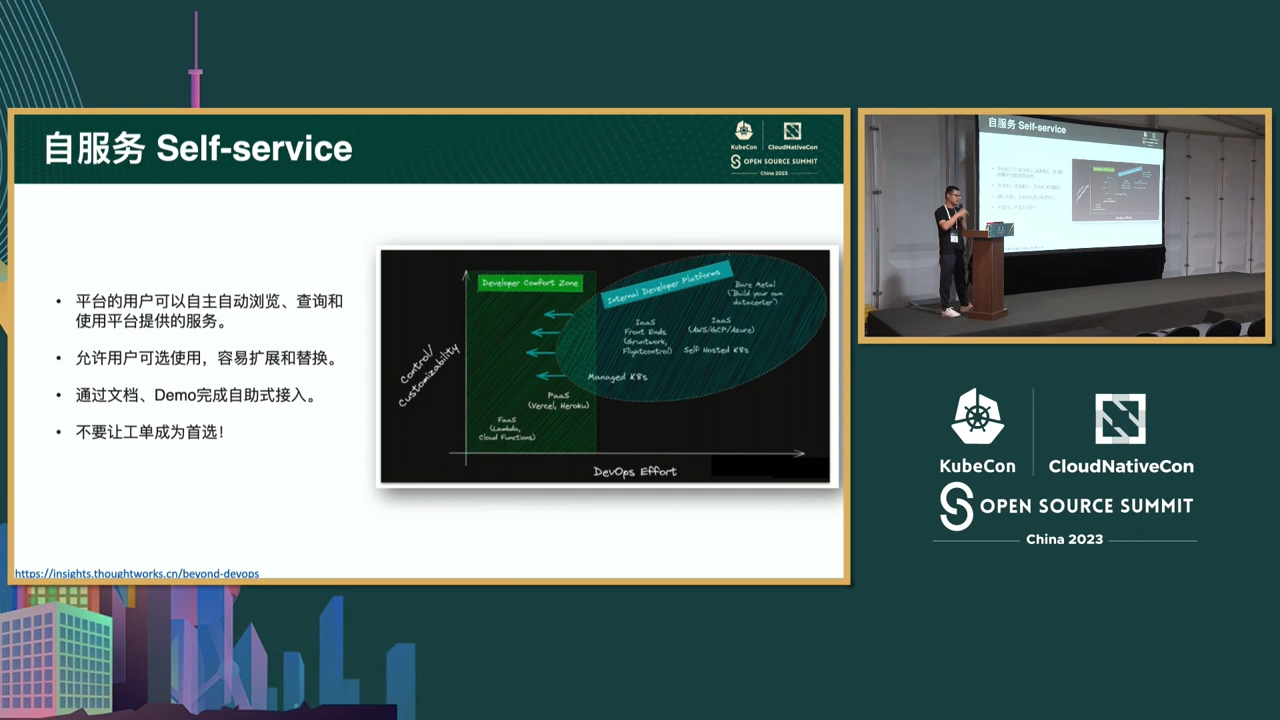 自服务 Self-service
KubeCon
CloudNativeCon
OPEN SOURCE SUMMIT
China 2023
• 平台的用户可以自主自动浏览、查询和
使用平台提供的服务。
• 允许用户可选使用，容易扩展和替换。
• 通过文档、Demo完成自助式接入。
• 不要让工单成为首选！
Developer Comfort Zone
Internal Developer Platforms
Bare Metal
("Build your own
datacenter")
IaaS
Front Ends
(Gruntwork,
Flightcontrol)
IaaS
(AWS/GCP/Azure)
Self Hosted K8s
Managed K8s
PaaS
(Vercel, Heroku)
FaaS
(Lambda,
Cloud Functions)
Control/
Customizability
DevOps Effort
https://insights.thoughtworks.cn/beyond-devops
自服务 Self-service
KubeCon
CloudNativeCon
OPEN SOURCE SUMMIT
China 2023